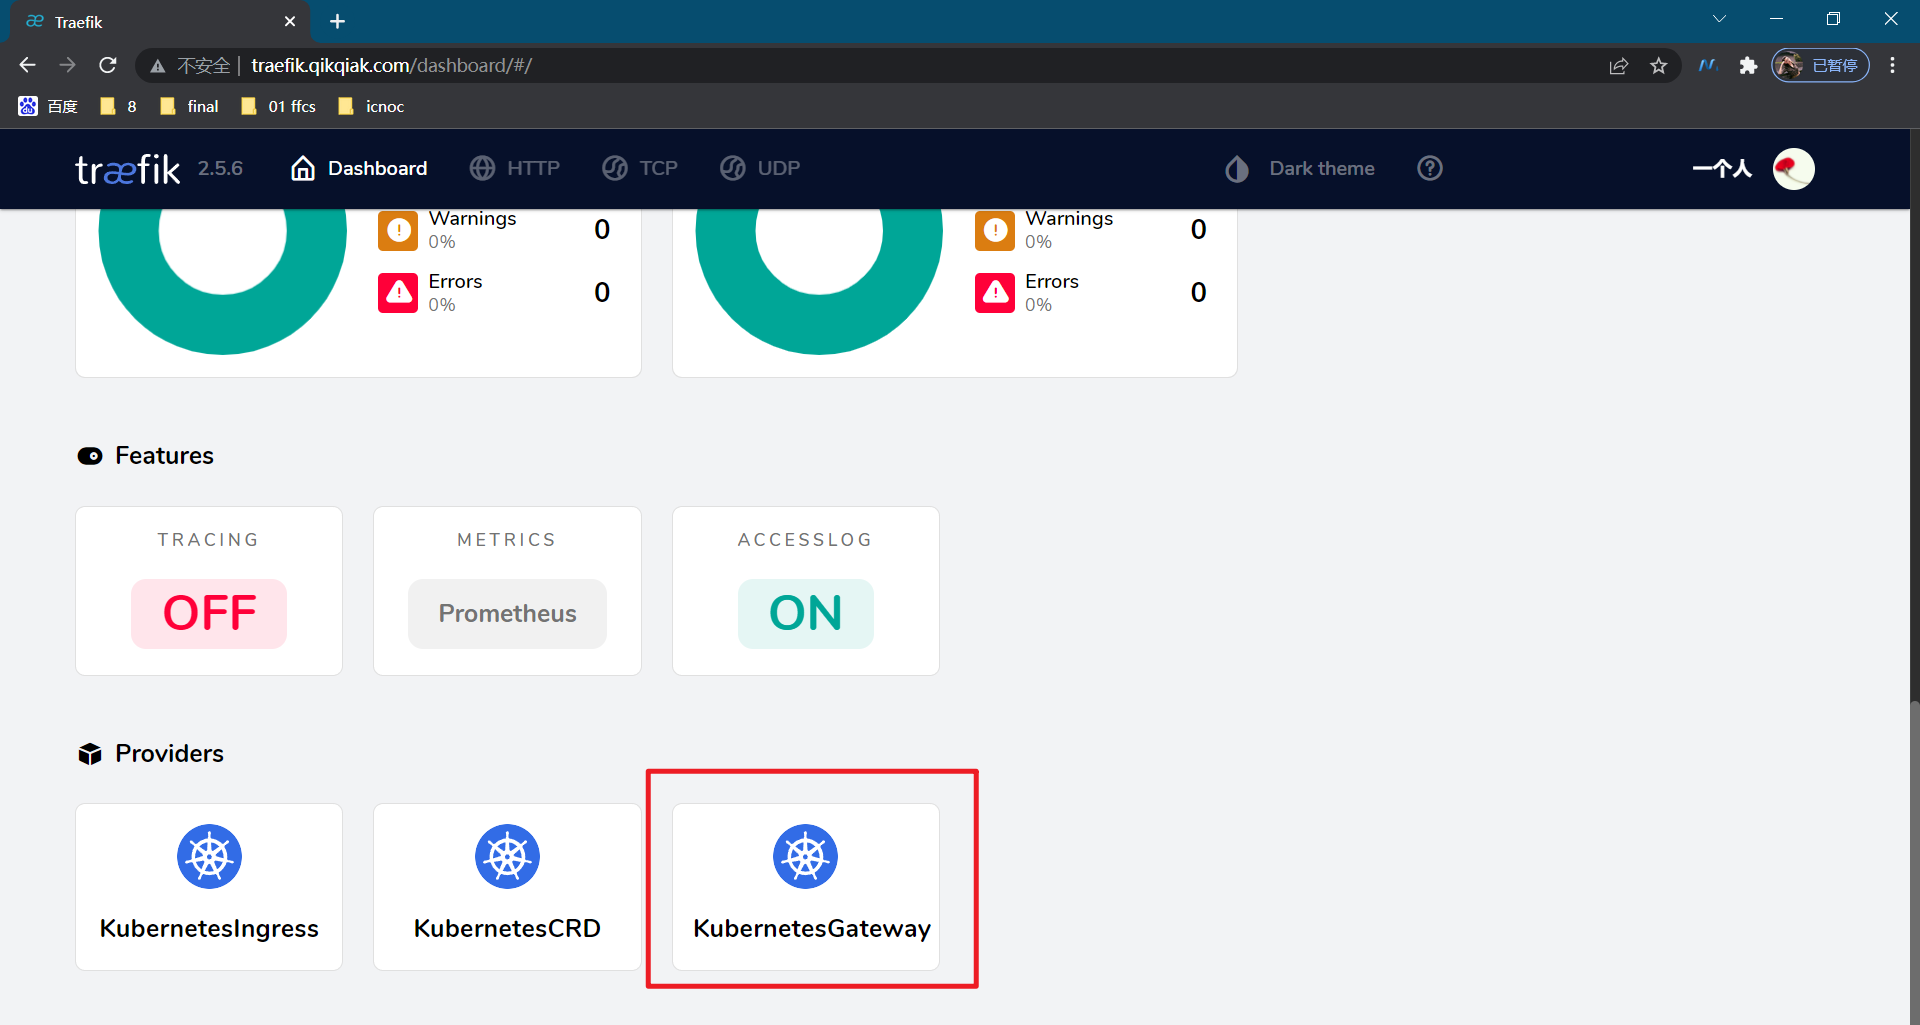 Traefik
不安全 | traefik.qikqiak.com/dashboard/#/
已暂停
百度 8 final 01 ffcs icnoc
træfik 2.5.6 Dashboard HTTP TCP UDP Dark theme 一个人
Warnings 0
0%
Errors 0
0%
Warnings 0
0%
Errors 0
0%
Features
TRACING
OFF
METRICS
Prometheus
ACCESSLOG
ON
Providers
KubernetesIngress
KubernetesCRD
KubernetesGateway